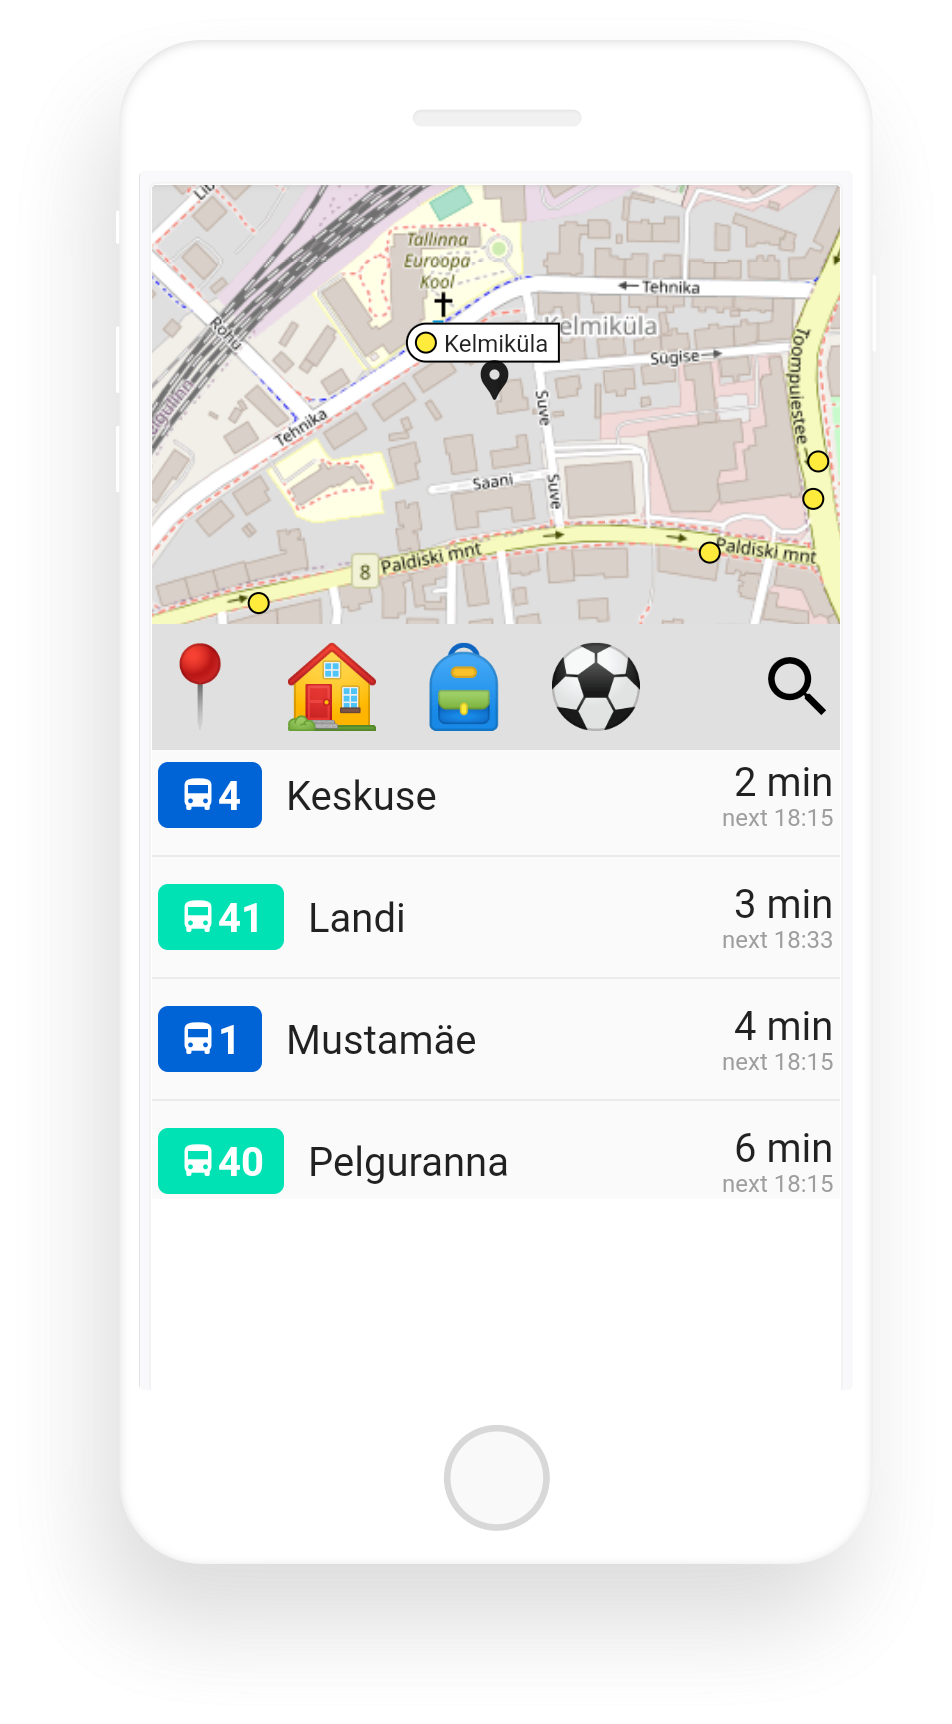 Rohu
Tallinna
Euroopa
Kool
Tehnika
Kelmiküla
Kelmiküla
Sügise
Toompuiestee
Tehnika
Suve
Saani
Suve
8
Paldiski mnt
Paldiski mnt
4 Keskuse 2 min
next 18:15
41 Landi 3 min
next 18:33
1 Mustamäe 4 min
next 18:15
40 Pelguranna 6 min
next 18:15